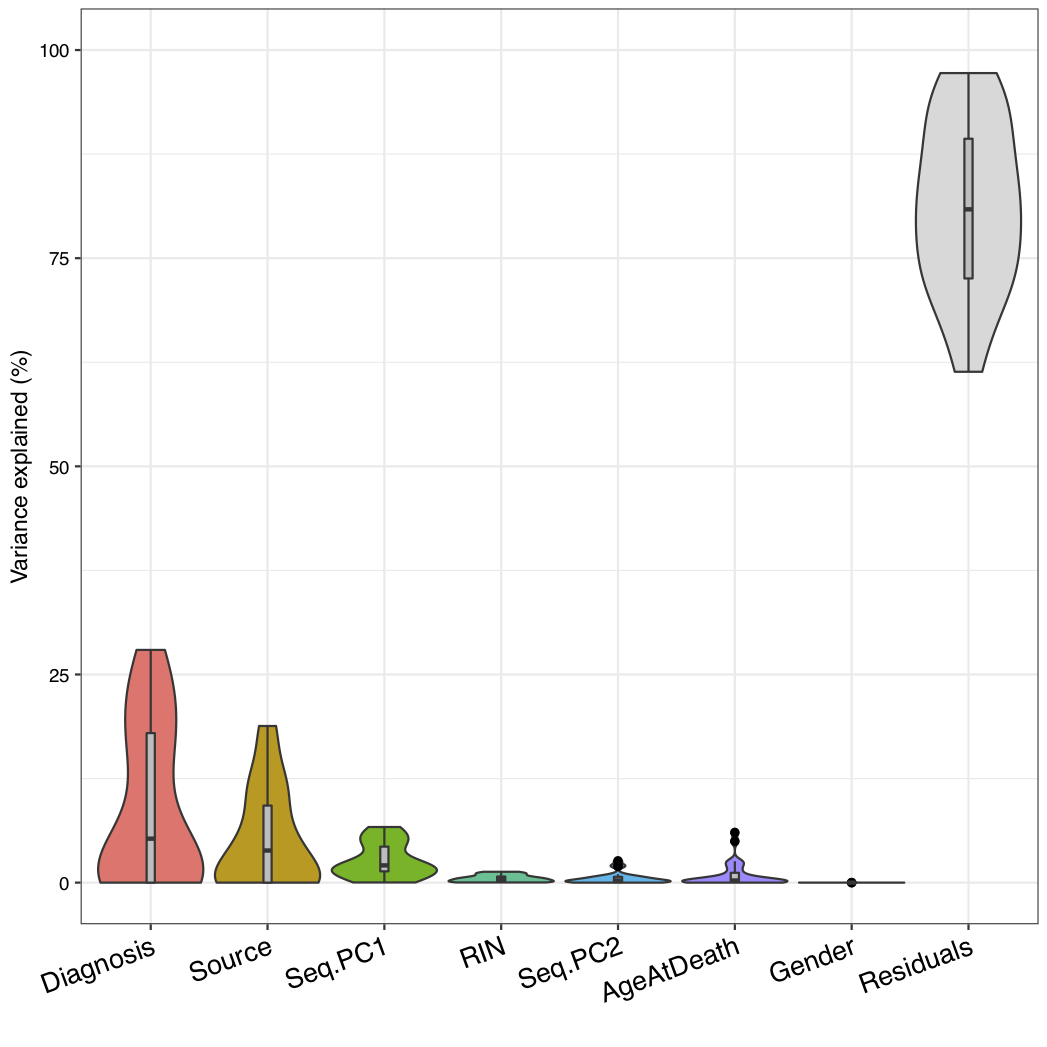 Variance explained (%)
100
75
50
25
0
Diagnosis
Source
Seq.PC1
RIN
Seq.PC2
AgeAtDeath
Gender
Residuals